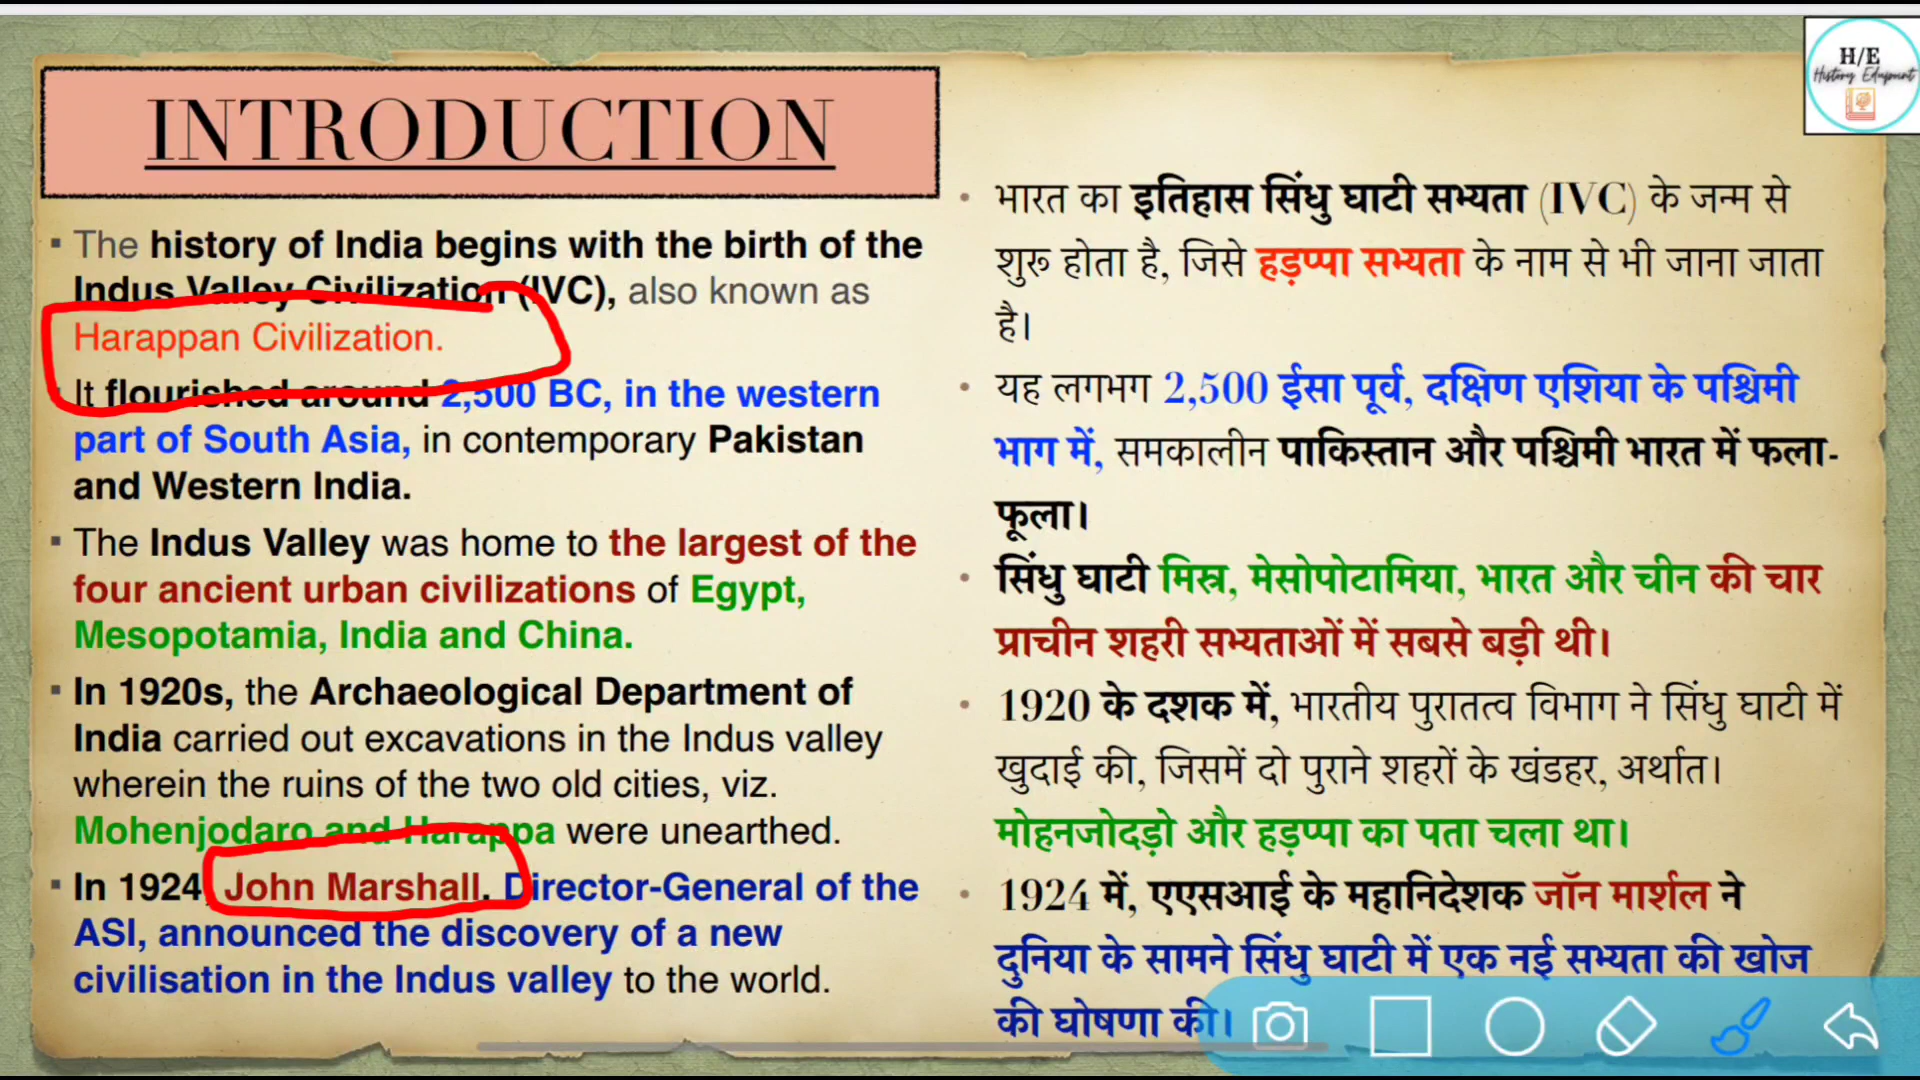 INTRODUCTION
▪ The history of India begins with the birth of the
Indus Valley Civilization (IVC), also known as
Harappan Civilization.
▪ It flourished around 2,500 BC, in the western
part of South Asia, in contemporary Pakistan
and Western India.
▪ The Indus Valley was home to the largest of the
four ancient urban civilizations of Egypt,
Mesopotamia, India and China.
▪ In 1920s, the Archaeological Department of
India carried out excavations in the Indus valley
wherein the ruins of the two old cities, viz.
Mohenjodaro and Harappa were unearthed.
▪ In 1924, John Marshall, Director-General of the
ASI, announced the discovery of a new
civilisation in the Indus valley to the world.
H/E
History Edupoint
• भारत का इतिहास सिंधु घाटी सभ्यता (IVC) के जन्म से
शुरू होता है, जिसे हड़प्पा सभ्यता के नाम से भी जाना जाता
है।
• यह लगभग 2,500 ईसा पूर्व, दक्षिण एशिया के पश्चिमी
भाग में, समकालीन पाकिस्तान और पश्चिमी भारत में फला-
फूला।
• सिंधु घाटी मिस्र, मेसोपोटामिया, भारत और चीन की चार
प्राचीन शहरी सभ्यताओं में सबसे बड़ी थी।
• 1920 के दशक में, भारतीय पुरातत्व विभाग ने सिंधु घाटी में
खुदाई की, जिसमें दो पुराने शहरों के खंडहर, अर्थात।
मोहनजोदड़ो और हड़प्पा का पता चला था।
• 1924 में, एएसआई के महानिदेशक जॉन मार्शल ने
दुनिया के सामने सिंधु घाटी में एक नई सभ्यता की खोज
की घोषणा की।